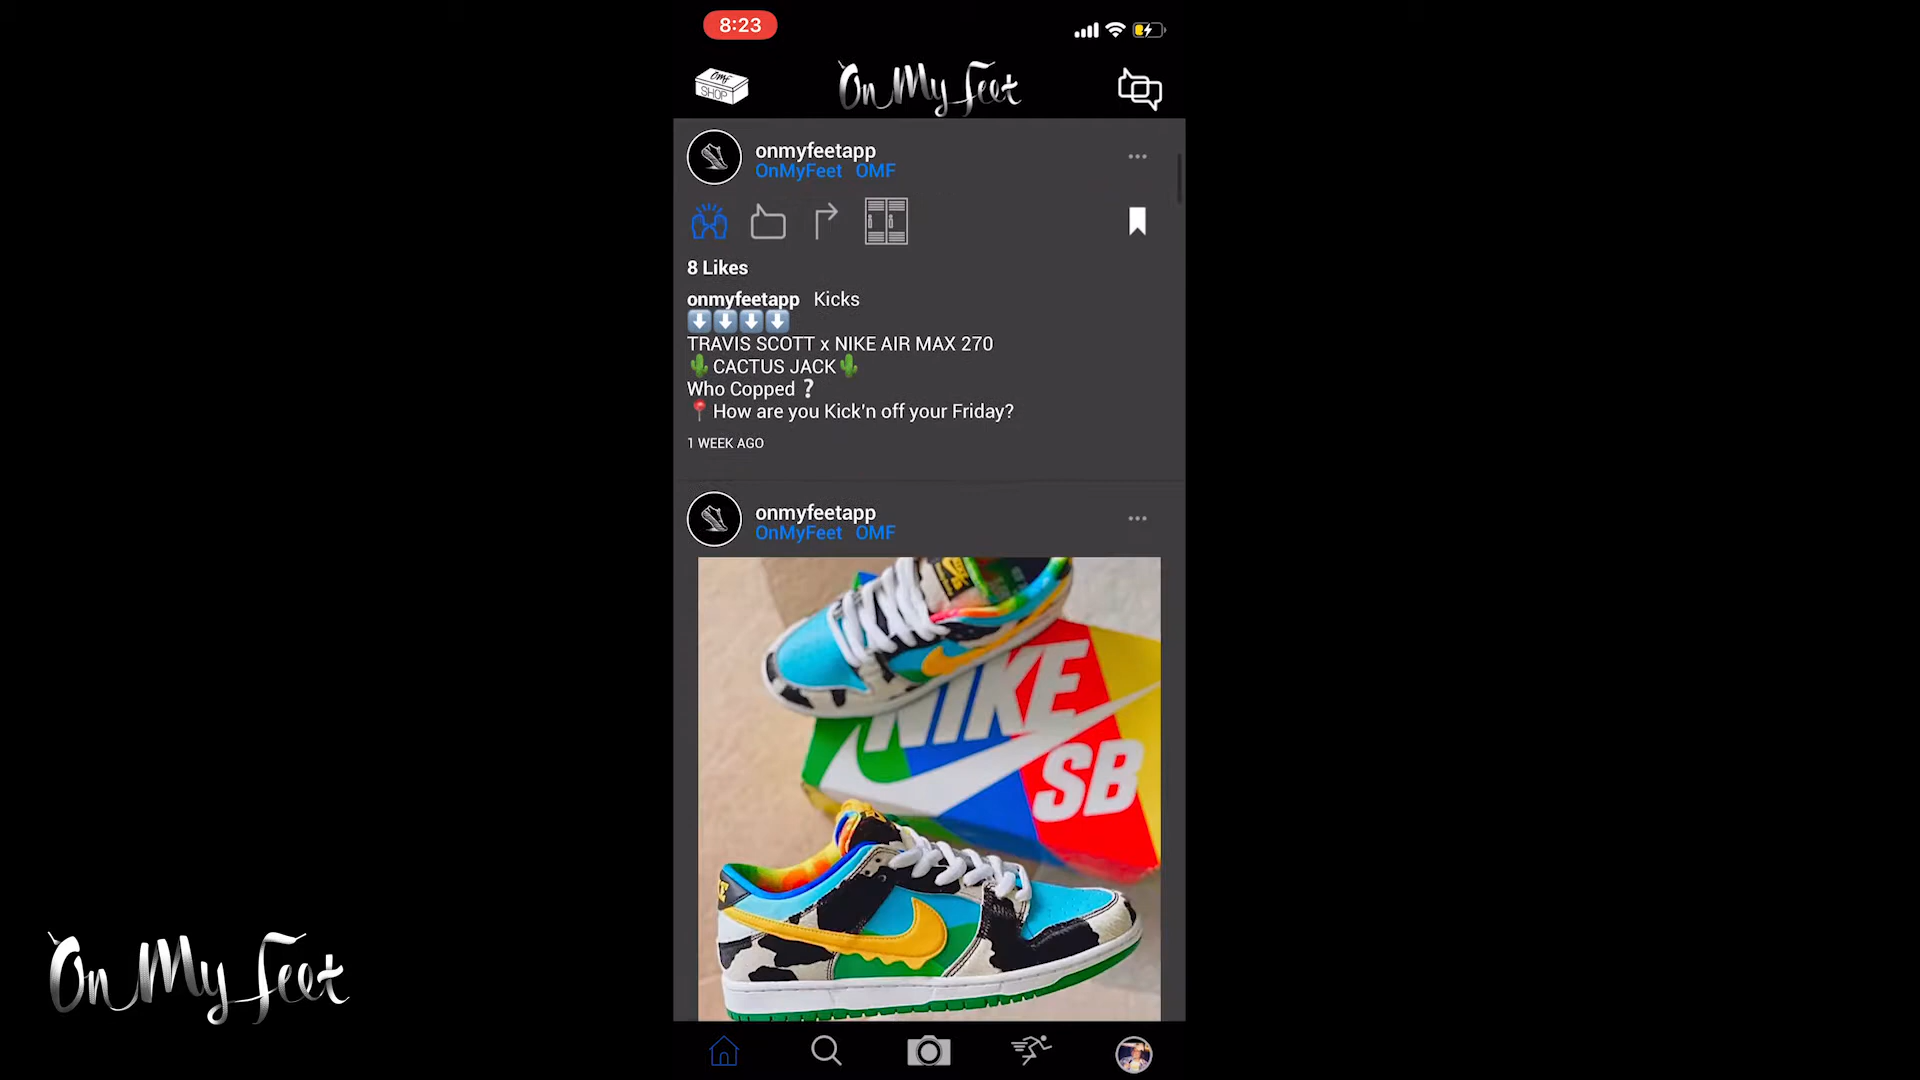 8:23
OMF
SHOP
On My Feet
onmyfeetapp
OnMyFeet OMF
8 Likes
onmyfeetapp Kicks
⬇️⬇️⬇️⬇️
TRAVIS SCOTT x NIKE AIR MAX 270
🌵CACTUS JACK🌵
Who Copped ❔
📍How are you Kick'n off your Friday?
1 WEEK AGO
onmyfeetapp
OnMyFeet OMF
NIKE
SB
On My Feet